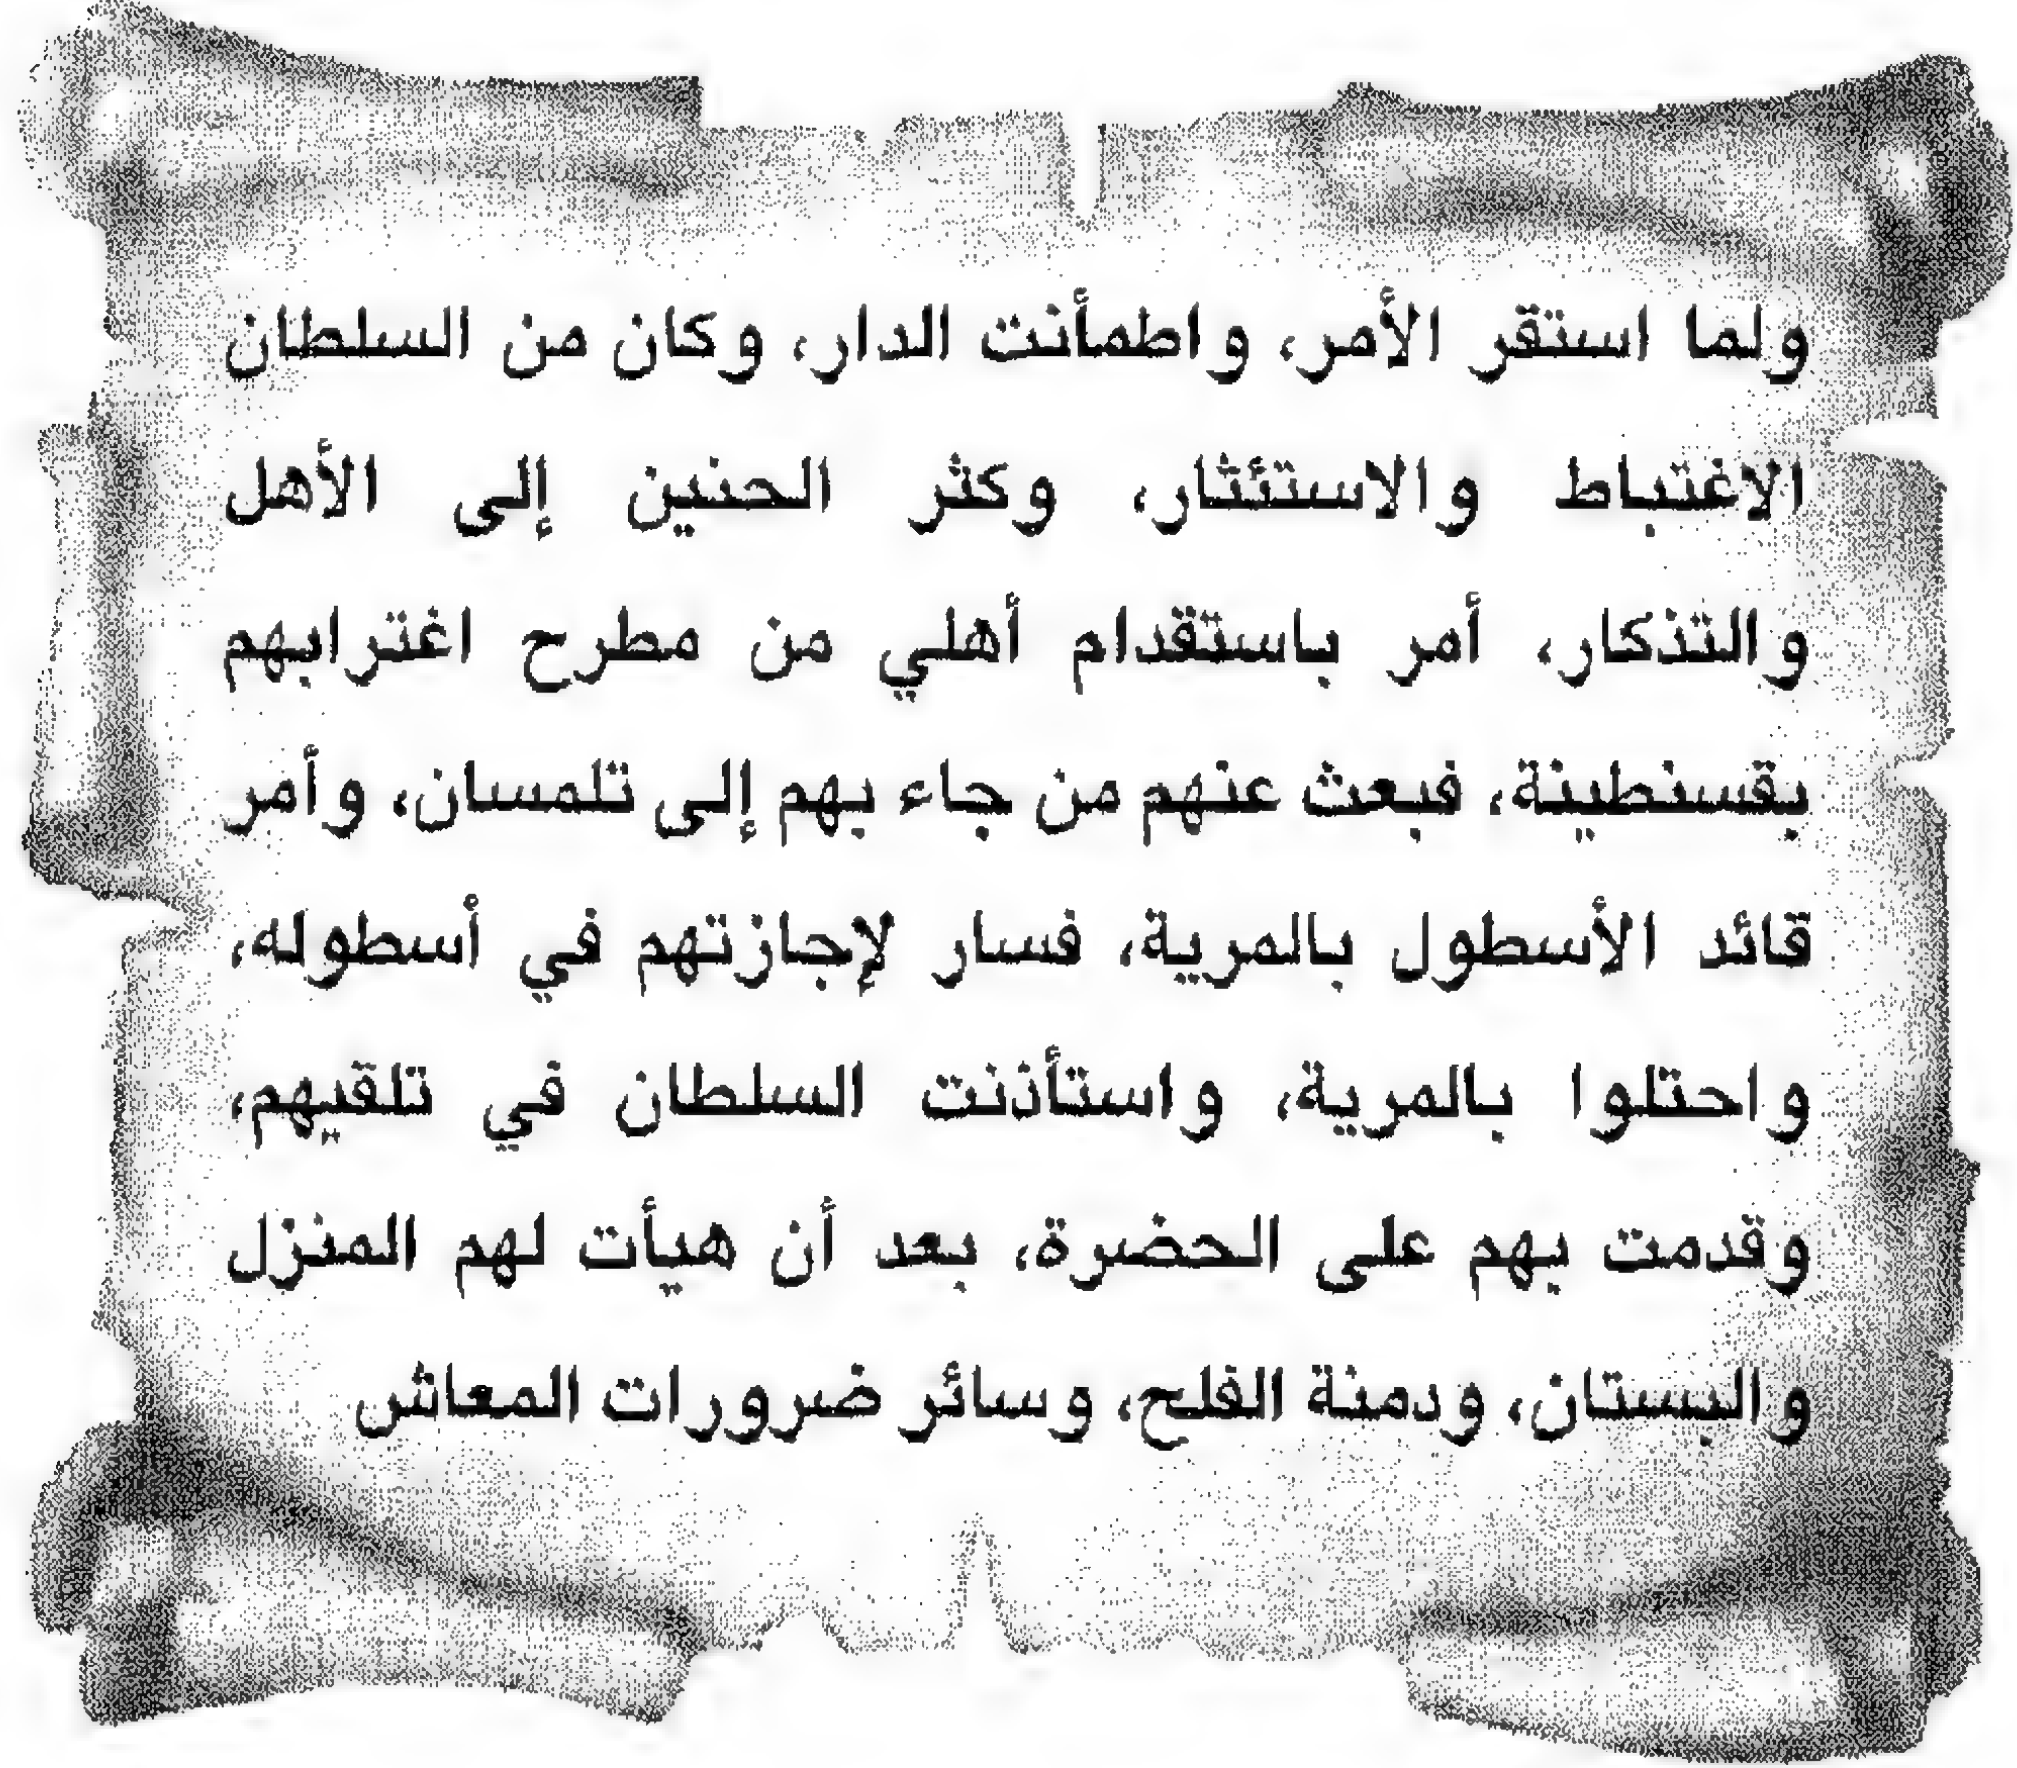 ولما استقر الأمر، واطمأنت الدار، وكان من السلطان
الاغتباط والاستئثار، وكثر الحنين إلى الأهل
والتذكار، أمر باستقدام أهلي من مطرح اغترابهم
بقسنطينة، فبعث عنهم من جاء بهم إلى تلمسان، وأمر
قائد الأسطول بالمرية، فسار لإجازتهم في أسطوله،
واحتلوا بالمرية، واستأذنت السلطان في تلقيهم،
وقدمت بهم على الحضرة، بعد أن هيأت لهم المنزل
والبستان، ودمنة الفلح، وسائر ضرورات المعاش